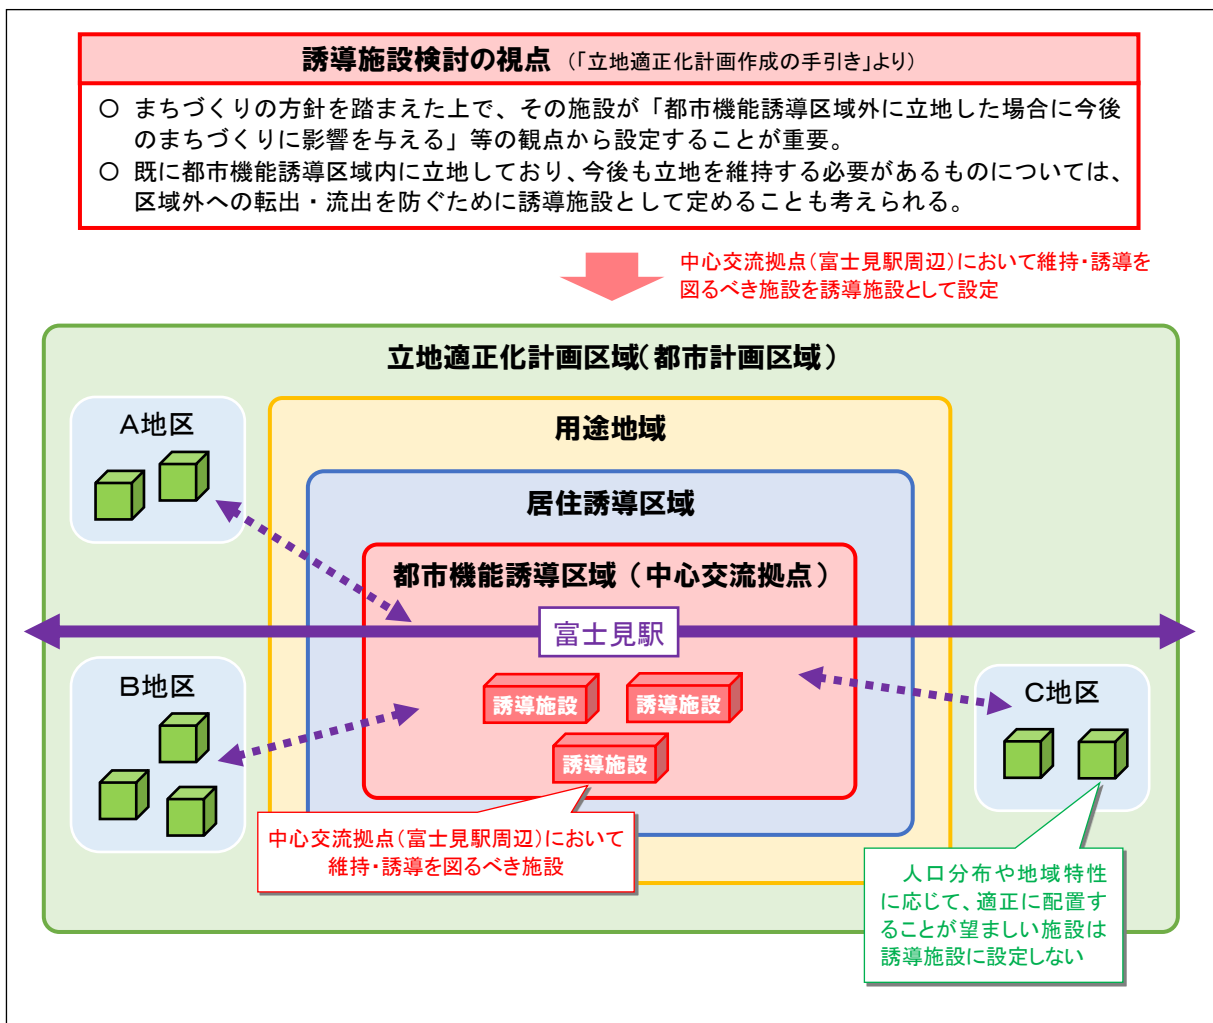 誘導施設検討の視点（「立地適正化計画作成の手引き」より）
○ まちづくりの方針を踏まえた上で、その施設が「都市機能誘導区域外に立地した場合に今後
のまちづくりに影響を与える」等の観点から設定することが重要。
○ 既に都市機能誘導区域内に立地しており、今後も立地を維持する必要があるものについては、
区域外への転出・流出を防ぐために誘導施設として定めることも考えられる。
中心交流拠点（富士見駅周辺）において維持・誘導を
図るべき施設を誘導施設として設定
立地適正化計画区域（都市計画区域）
A地区
用途地域
居住誘導区域
都市機能誘導区域（中心交流拠点）
富士見駅
B地区
C地区
誘導施設
誘導施設
誘導施設
中心交流拠点（富士見駅周辺）において
維持・誘導を図るべき施設
人口分布や地域特性
に応じて、適正に配置す
ることが望ましい施設は
誘導施設に設定しない